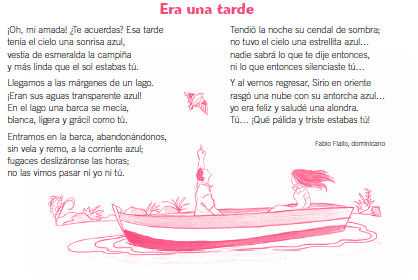 Era una tarde
¡Oh, mi amada! ¿Te acuerdas? Esa tarde
tenía el cielo una sonrisa azul,
vestía de esmeralda la campiña
y más linda que el sol estabas tú.
Llegamos a las márgenes de un lago.
¡Eran sus aguas transparente azul!
En el lago una barca se mecía,
blanca, ligera y grácil como tú.
Entramos en la barca, abandonándonos,
sin vela y remo, a la corriente azul;
fugaces deslizáronse las horas;
no las vimos pasar ni yo ni tú.
Tendió la noche su cendal de sombra;
no tuvo el cielo una estrellita azul...
nadie sabrá lo que te dije entonces,
ni lo que entonces silenciaste tú...
Y al vernos regresar, Sirio en oriente
rasgó una nube con su antorcha azul...
yo era feliz y saludé una alondra.
Tú... ¡Qué pálida y triste estabas tú!
Fabio Fiallo, dominicano